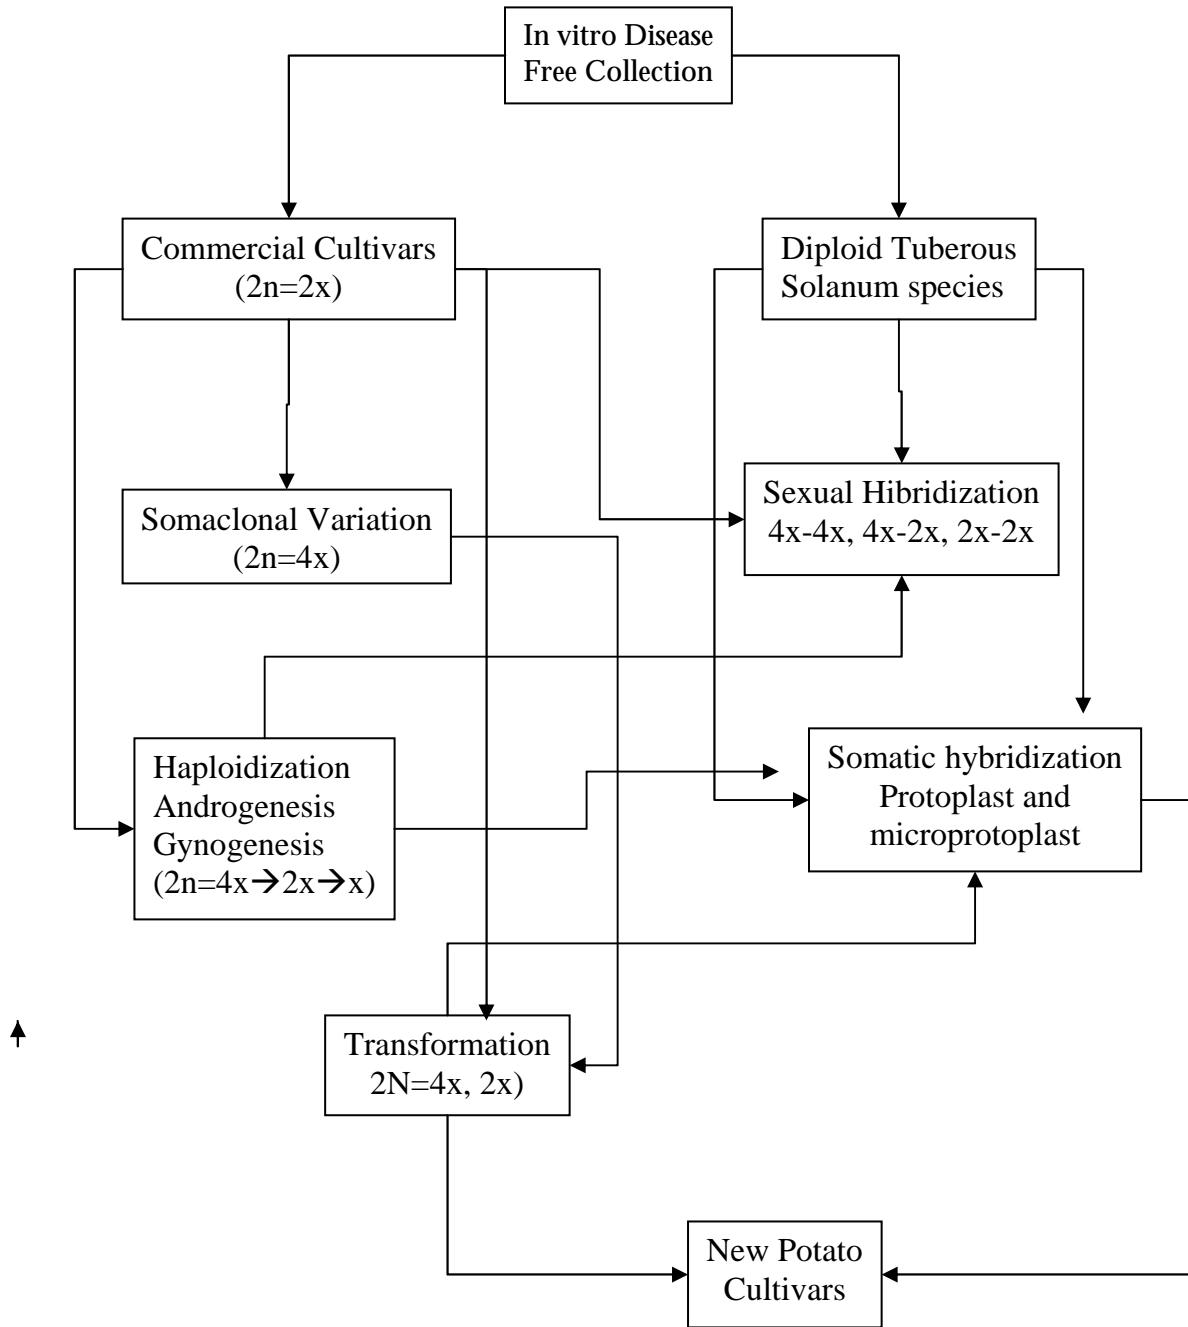 In vitro Disease
Free Collection
Commercial Cultivars
(2n=2x)
Diploid Tuberous
Solanum species
Somaclonal Variation
(2n=4x)
Sexual Hibridization
4x-4x, 4x-2x, 2x-2x
Haploidization
Androgenesis
Gynogenesis
(2n=4x→2x→x)
Somatic hybridization
Protoplast and
microprotoplast
Transformation
2N=4x, 2x)
New Potato
Cultivars